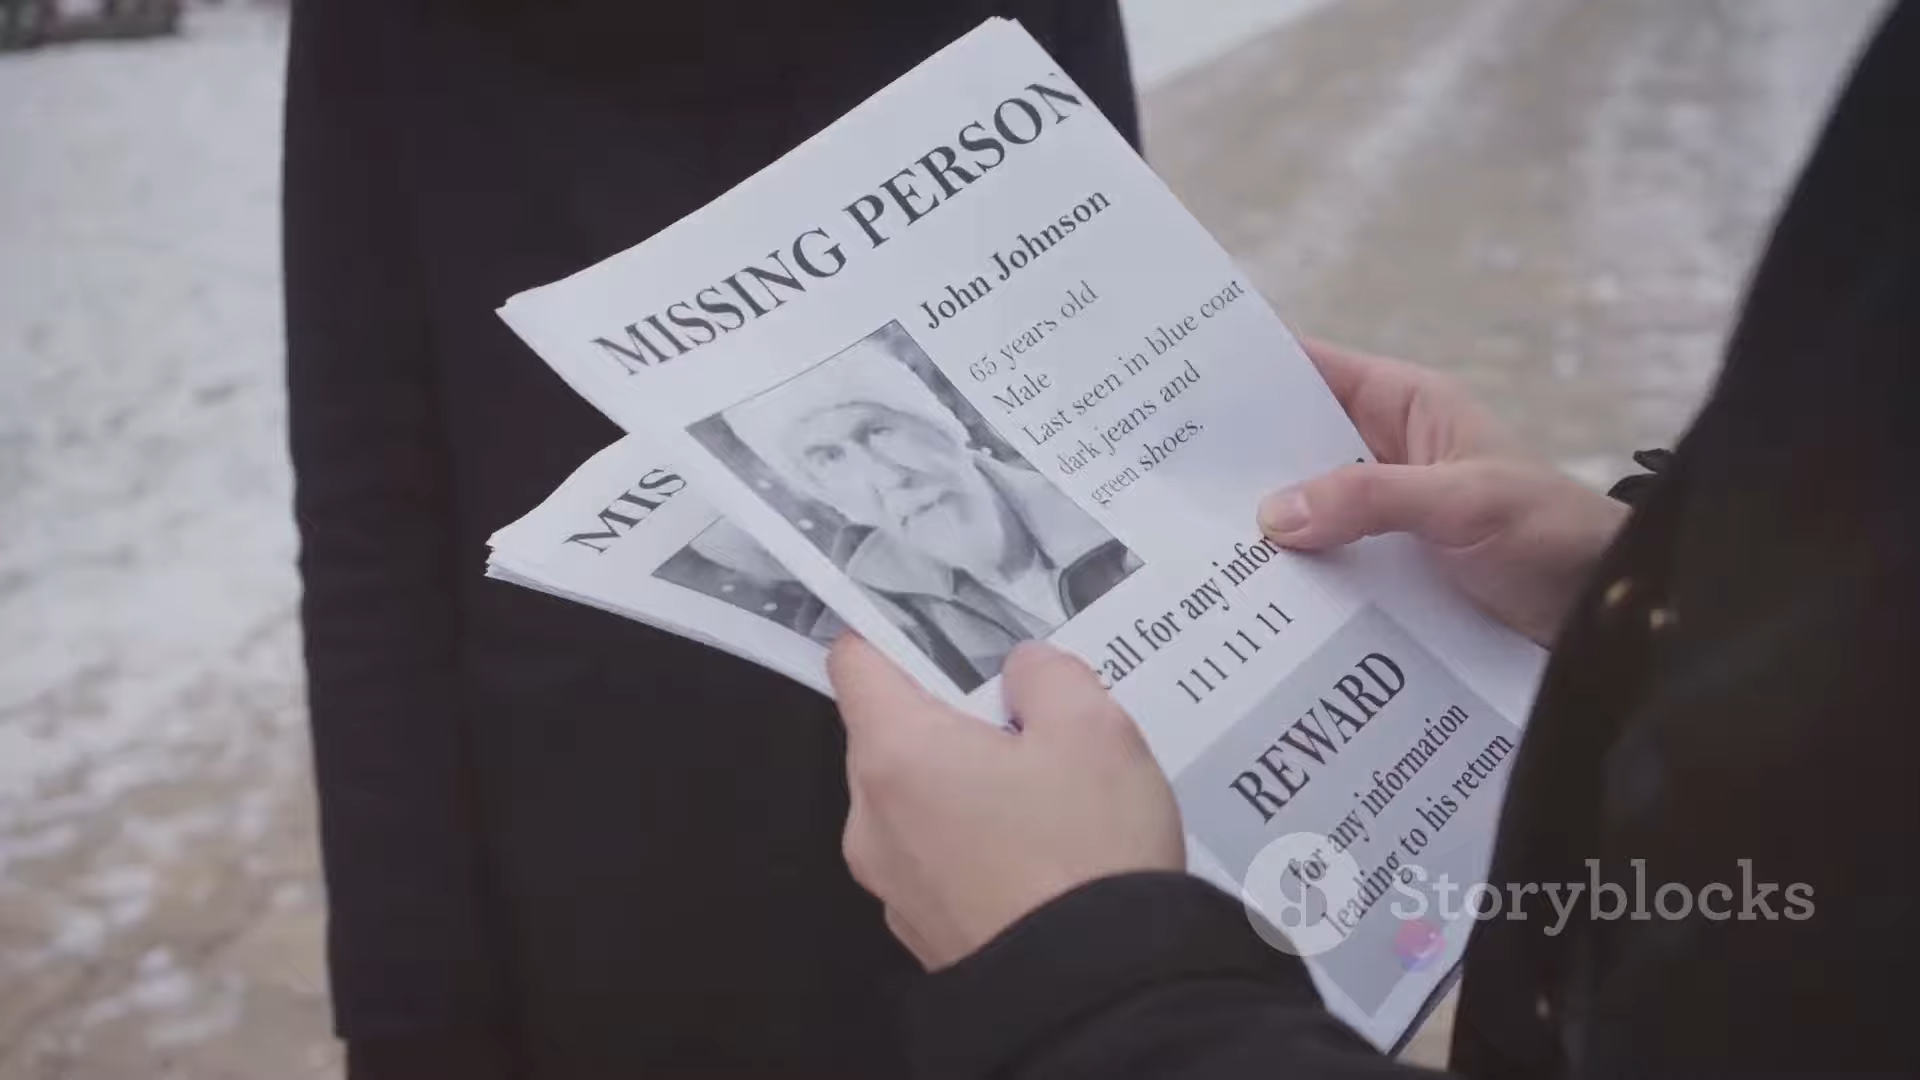 MISSING PERSON
John Johnson
65 years old
Male
Last seen in blue coat
dark jeans and
green shoes.
call for any infor
111 11 11
REWARD
for any information
leading to his return
MIS
Storyblocks